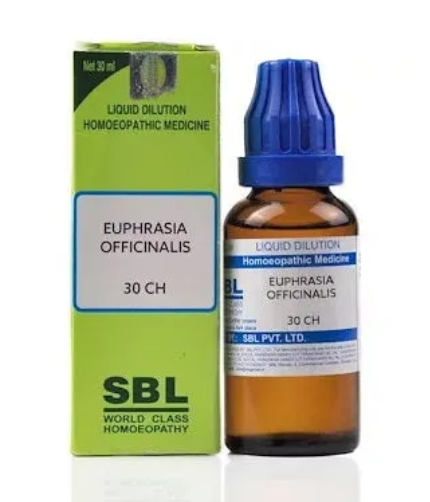 Net 30 ml
LIQUID DILUTION
HOMOEOPATHIC MEDICINE
EUPHRASIA
OFFICINALIS
30 CH
SBL
WORLD CLASS
HOMOEOPATHY
LIQUID DILUTION
Homoeopathic Medicine
BL
EUPHRASIA
OFFICINALIS
30 CH
SBL PVT. LTD.